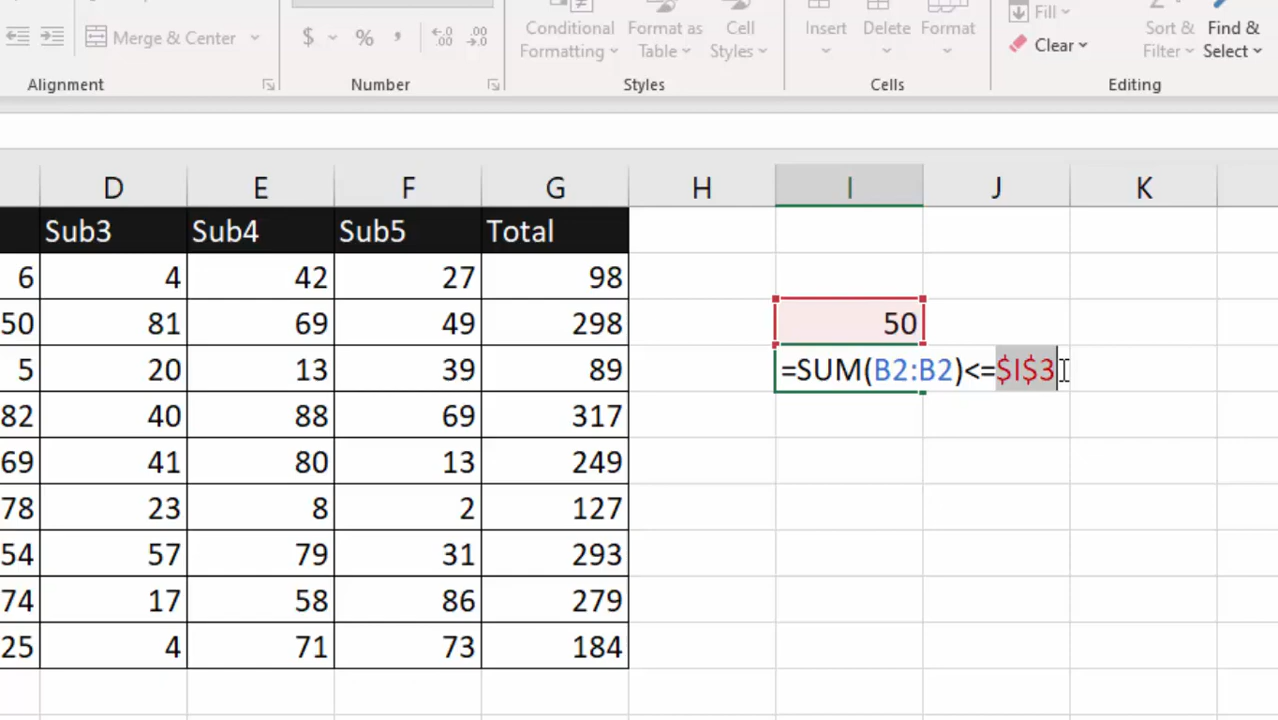 Conditional Format as Cell Insert Delete Format Fill Sort & Find &
Merge & Center $ % , Formatting Table Styles Clear Filter Select
Alignment Number Styles Cells Editing
D E F G H I J K
Sub3 Sub4 Sub5 Total
6 4 42 27 98
50 81 69 49 298 50
5 20 13 39 89 =SUM(B2:B2)<=$I$3
82 40 88 69 317
69 41 80 13 249
78 23 8 2 127
54 57 79 31 293
74 17 58 86 279
25 4 71 73 184